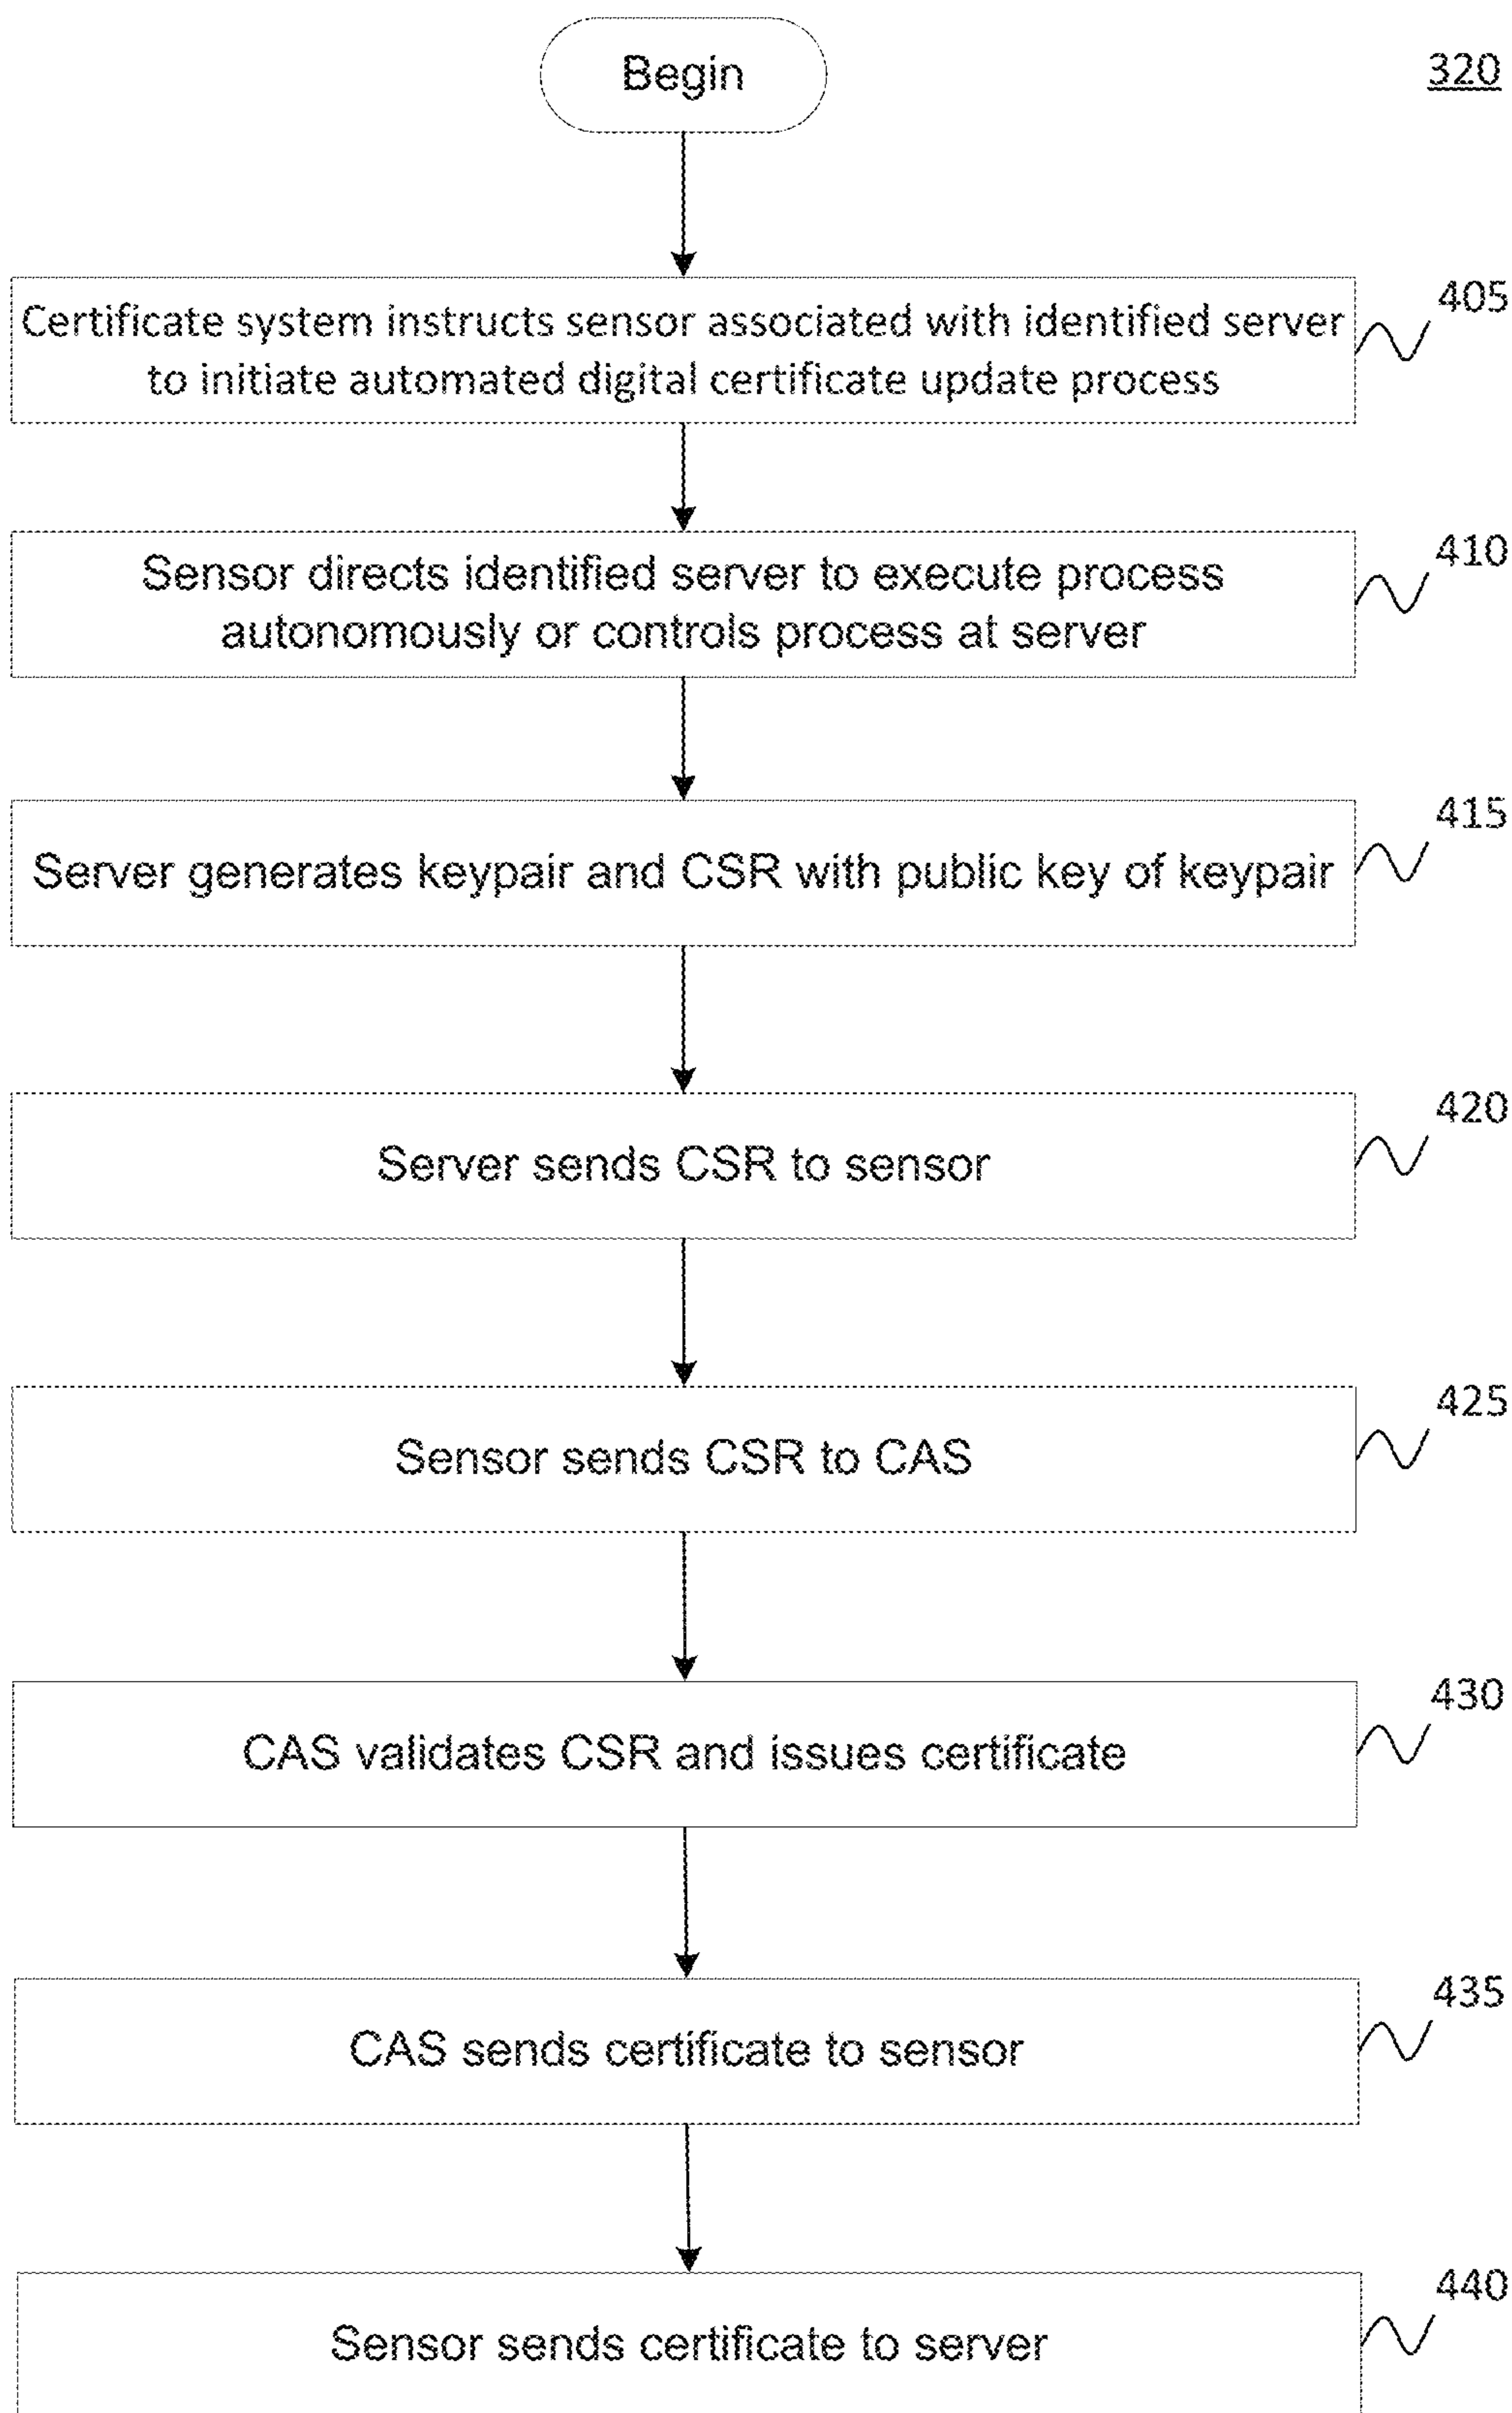 Begin
320
405
Certificate system instructs sensor associated with identified server
to initiate automated digital certificate update process
410
Sensor directs identified server to execute process
autonomously or controls process at server
415
Server generates keypair and CSR with public key of keypair
420
Server sends CSR to sensor
425
Sensor sends CSR to CAS
430
CAS validates CSR and issues certificate
435
CAS sends certificate to sensor
440
Sensor sends certificate to server